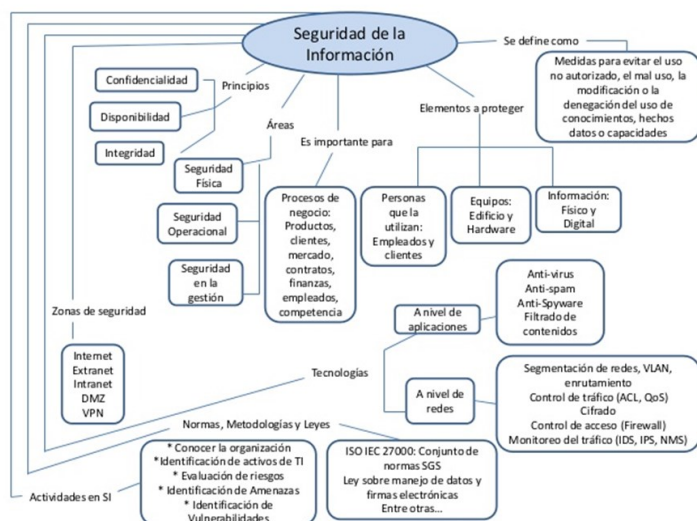 Seguridad de la
Información
Se define como
Medidas para evitar el uso
no autorizado, el mal uso, la
modificación o la
denegación del uso de
conocimientos, hechos
datos o capacidades
Principios
Confidencialidad
Disponibilidad
Integridad
Áreas
Seguridad
Física
Seguridad
Operacional
Seguridad
en la
gestión
Es importante para
Procesos de
negocio:
Productos,
clientes,
mercado,
contratos,
finanzas,
empleados,
competencia
Elementos a proteger
Personas
que la
utilizan:
Empleados y
clientes
Equipos:
Edificio y
Hardware
Información:
Físico y
Digital
Zonas de seguridad
Internet
Extranet
Intranet
DMZ
VPN
Tecnologías
A nivel de
aplicaciones
Anti-virus
Anti-spam
Anti-Spyware
Filtrado de
contenidos
A nivel de
redes
Segmentación de redes, VLAN,
enrutamiento
Control de tráfico (ACL, QoS)
Cifrado
Control de acceso (Firewall)
Monitoreo del tráfico (IDS, IPS, NMS)
Normas, Metodologías y Leyes
ISO IEC 27000: Conjunto de
normas SGS
Ley sobre manejo de datos y
firmas electrónicas
Entre otras...
Actividades en SI
* Conocer la organización
*Identificación de activos de TI
* Evaluación de riesgos
* Identificación de Amenazas
* Identificación de
Vulnerabilidades